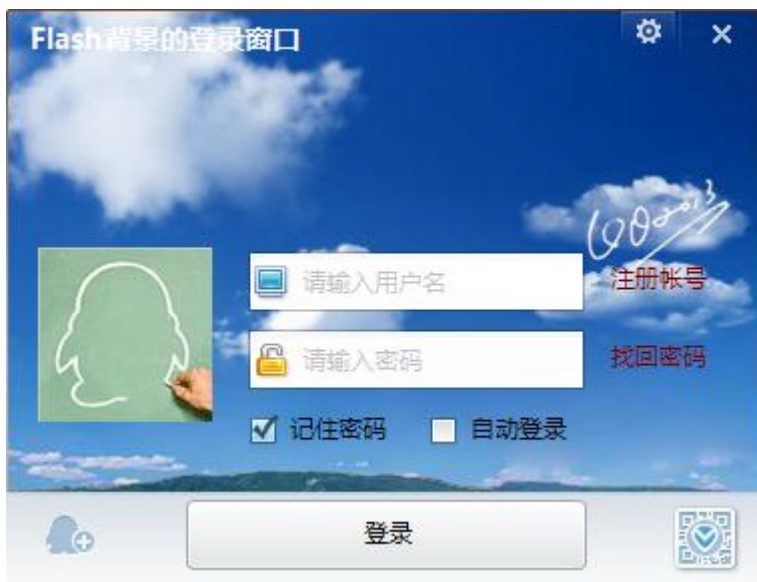 Flash背景的登录窗口
QQ2013
请输入用户名
注册帐号
请输入密码
找回密码
记住密码
自动登录
登录